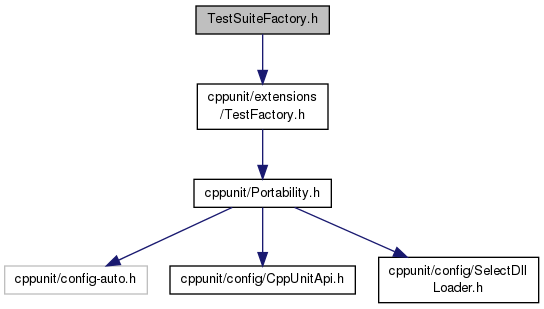 TestSuiteFactory.h
cppunit/extensions
/TestFactory.h
cppunit/Portability.h
cppunit/config-auto.h
cppunit/config/CppUnitApi.h
cppunit/config/SelectDll
Loader.h